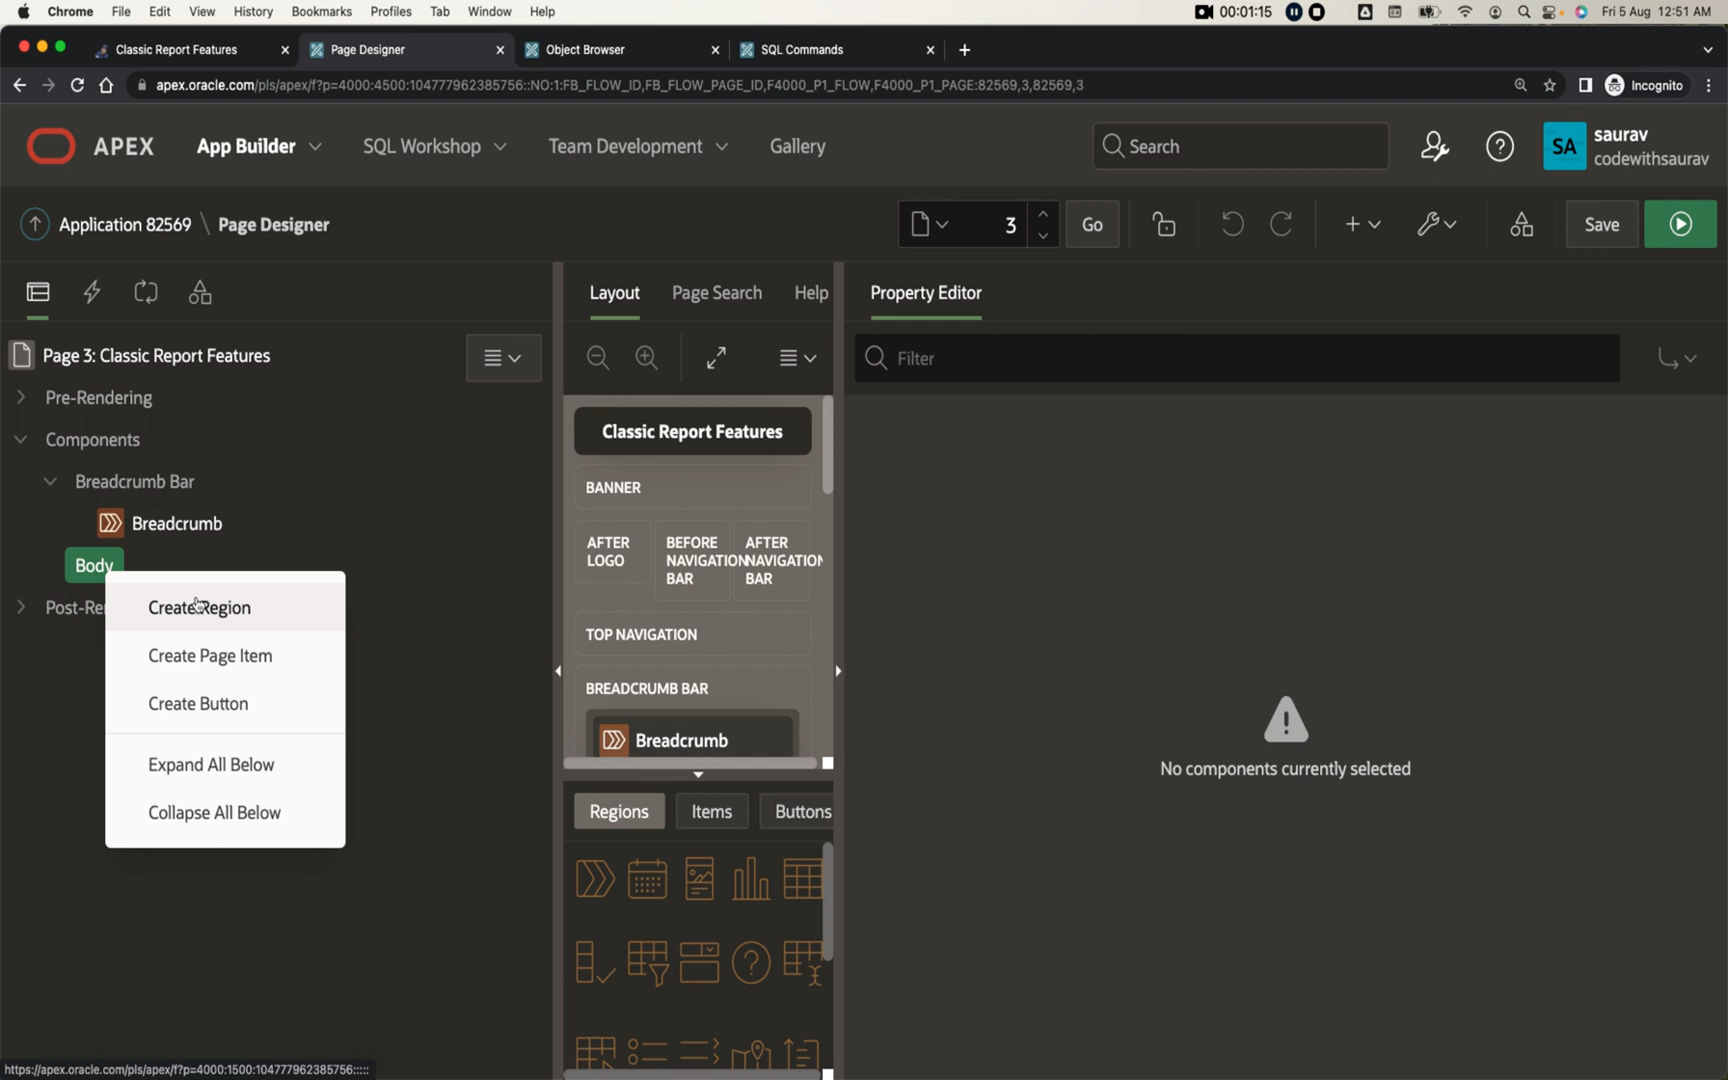 Chrome File Edit View History Bookmarks Profiles Tab Window Help 00:01:15 Fri 5 Aug 12:51 AM
Classic Report Features Page Designer Object Browser SQL Commands
apex.oracle.com/pls/apex/f?p=4000:4500:104777962385756::NO:1:FB_FLOW_ID,FB_FLOW_PAGE_ID,F4000_P1_FLOW,F4000_P1_PAGE:82569,3,82569,3 Incognito
APEX App Builder SQL Workshop Team Development Gallery Search SA saurav
codewithsaurav
Application 82569 \ Page Designer 3 Go Save
Layout Page Search Help Property Editor
Page 3: Classic Report Features
Filter
Pre-Rendering
Components
Breadcrumb Bar
Breadcrumb
Body
Post-Re
Create Region
Create Page Item
Create Button
Expand All Below
Collapse All Below
Classic Report Features
BANNER
AFTER
LOGO
BEFORE
NAVIGATION
BAR
AFTER
NAVIGATION
BAR
TOP NAVIGATION
BREADCRUMB BAR
Breadcrumb
Regions Items Buttons
No components currently selected
https://apex.oracle.com/pls/apex/f?p=4000:1500:104777962385756:::::